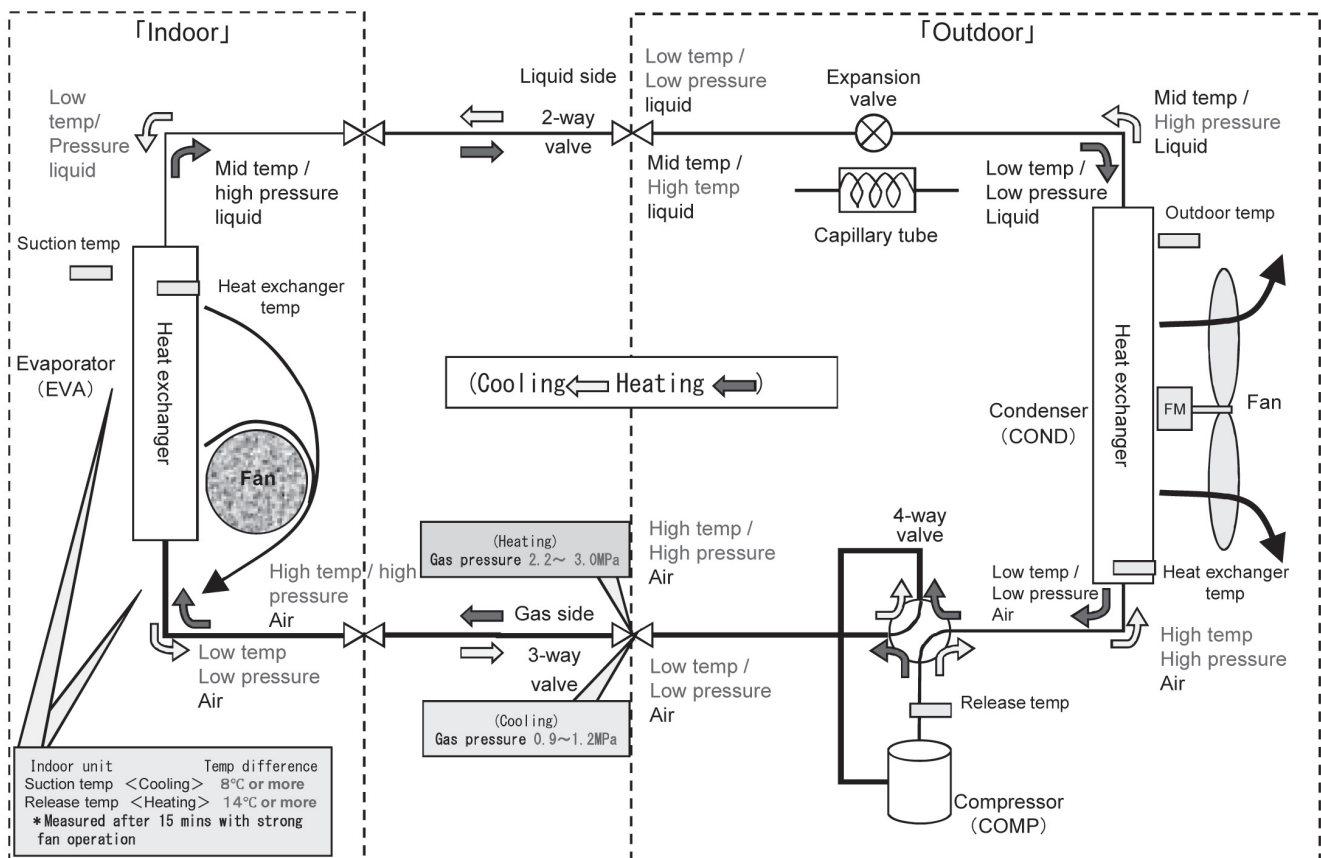 「Indoor」
「Outdoor」
Low
temp/
Pressure
liquid
Mid temp /
high pressure
liquid
Liquid side
2-way
valve
Low temp /
Low pressure
liquid
Mid temp /
High temp
liquid
Expansion
valve
Capillary tube
Mid temp /
High pressure
Liquid
Low temp /
Low pressure
Liquid
Outdoor temp
Suction temp
Heat exchanger
temp
Heat exchanger
Evaporator
(EVA)
Fan
(Cooling Heating )
Condenser
(COND)
Heat exchanger
FM
Fan
4-way
valve
(Heating)
Gas pressure 2.2～ 3.0MPa
High temp /
High pressure
Air
High temp / high
pressure
Air
Gas side
3-way
valve
Low temp
Low pressure
Air
Low temp /
Low pressure
Air
(Cooling)
Gas pressure 0.9～1.2MPa
Low temp /
Low pressure
Air
Heat exchanger
temp
High temp
High pressure
Air
Release temp
Compressor
(COMP)
Indoor unit Temp difference
Suction temp ＜Cooling＞ 8℃ or more
Release temp ＜Heating＞ 14℃ or more
＊Measured after 15 mins with strong
fan operation